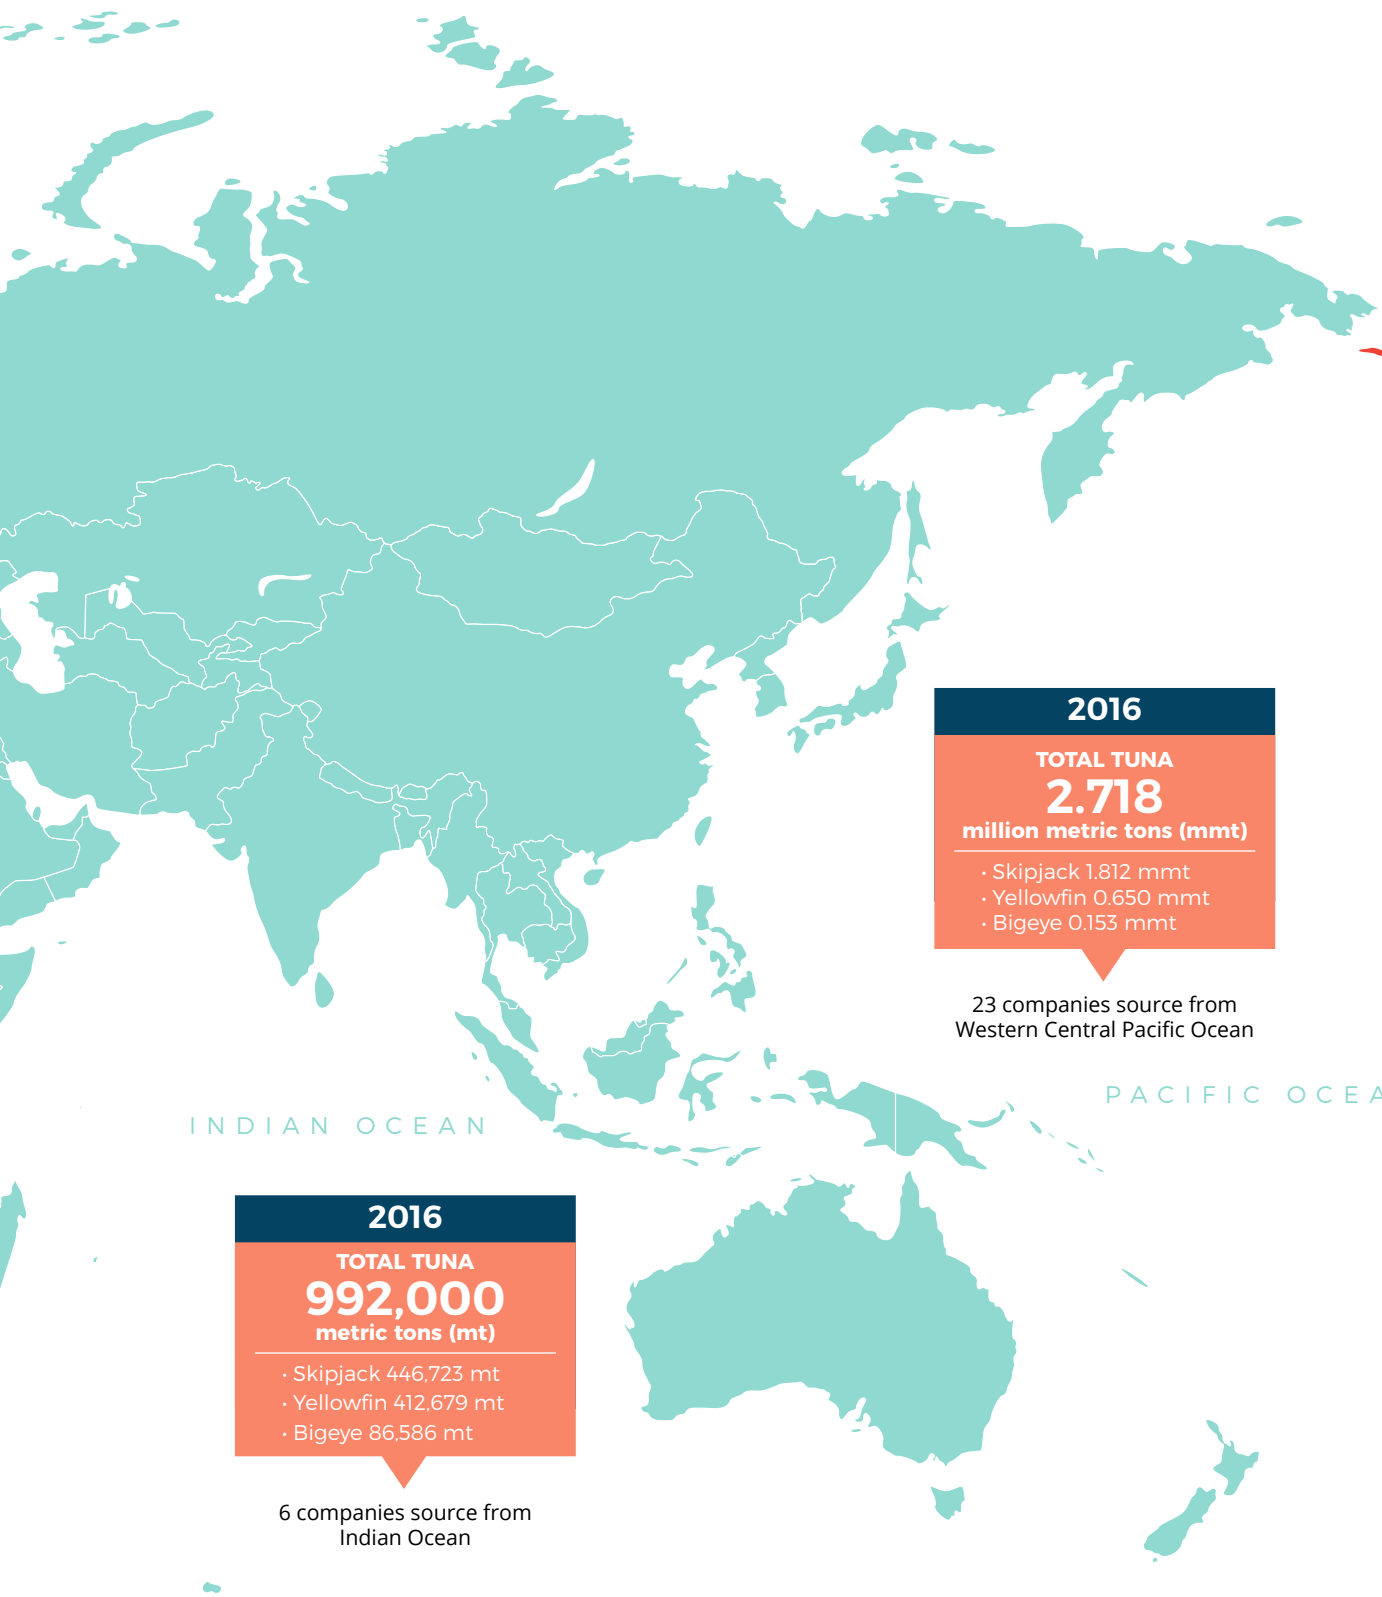 2016
TOTAL TUNA
2.718
million metric tons (mmt)
• Skipjack 1.812 mmt
• Yellowfin 0.650 mmt
• Bigeye 0.153 mmt
23 companies source from
Western Central Pacific Ocean
PACIFIC OCEA
INDIAN OCEAN
2016
TOTAL TUNA
992,000
metric tons (mt)
• Skipjack 446,723 mt
• Yellowfin 412,679 mt
• Bigeye 86,586 mt
6 companies source from
Indian Ocean